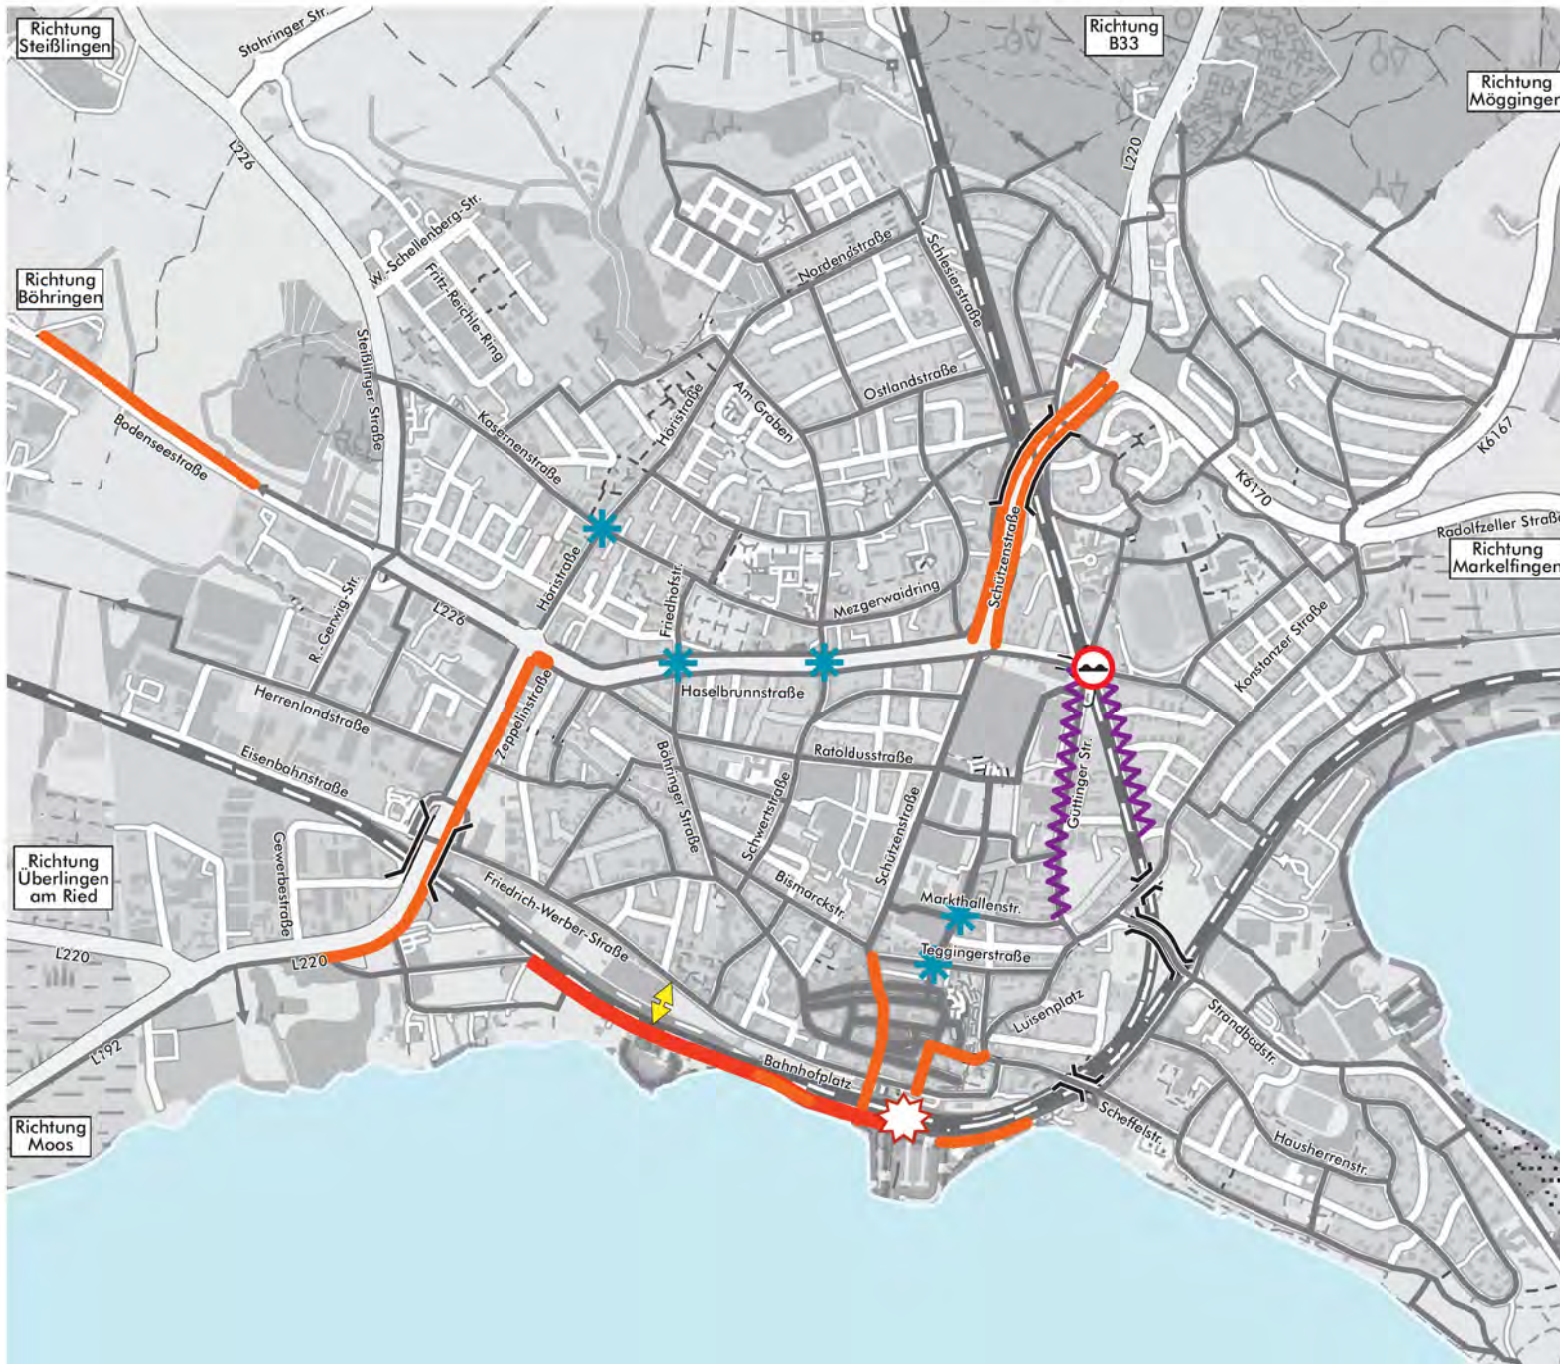 Richtung
Steißlingen
Stahringer Str.
Richtung
B33
Richtung
Möggingen
L226
L220
W.-Schellenberg-Str.
Fritz-Reichle-Ring
Nordendstraße
Schlesierstraße
Richtung
Böhringen
Steißlinger Straße
Höristraße
Am Graben
Ostlandstraße
Bodenseestraße
Kasernenstraße
K6167
K6170
Radolfzeller Straße
Richtung
Markelfingen
Höristraße
Friedhofstr.
Mezgerwaidring
Schützenstraße
R.-Gerwig-Str.
L226
Konstanzer Straße
Haselbrunnstraße
Herrenlandstraße
Zeppelinstraße
Eisenbahnstraße
Böhringer Straße
Ratoldusstraße
Güttinger Str.
Schwertstraße
Schützenstraße
Richtung
Überlingen
am Ried
Gewerbestraße
Friedrich-Werber-Straße
Bismarckstr.
Markthallenstr.
Teggingerstraße
L220
L220
Luisenplatz
Strandbadstr.
L192
Bahnhofplatz
Scheffelstr.
Hausherrenstr.
Richtung
Moos